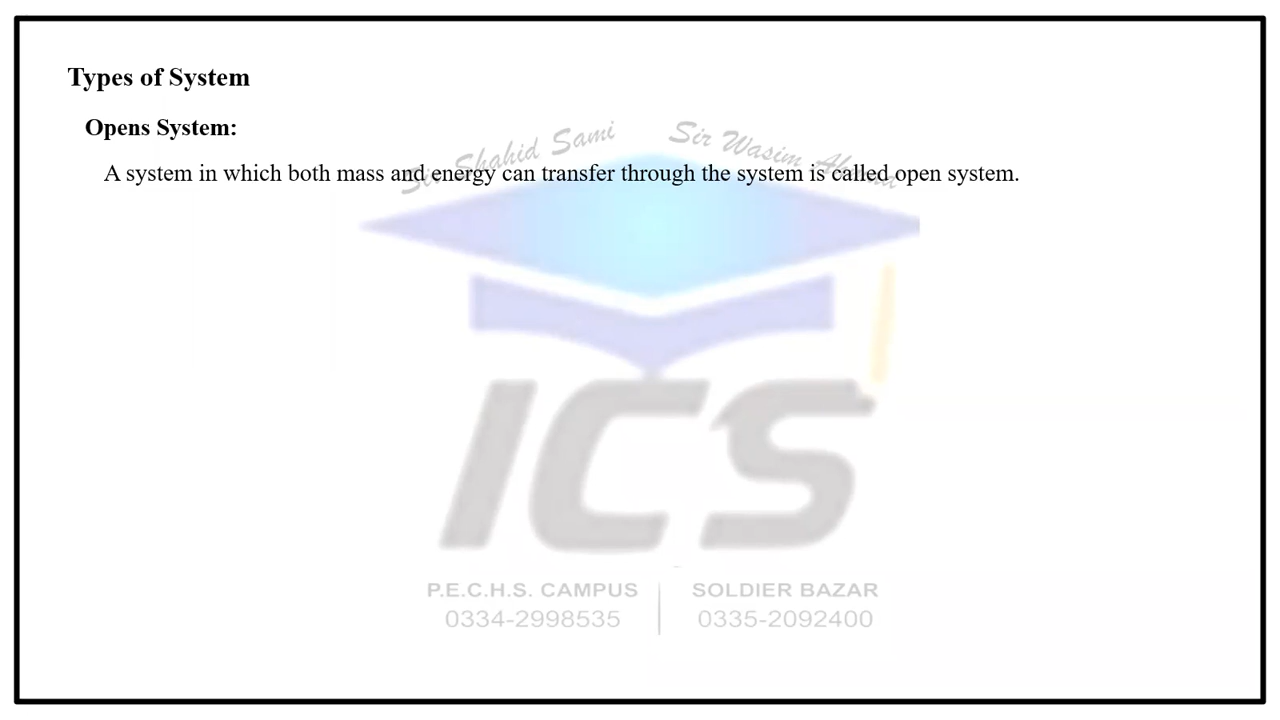 Types of System
Opens System:
Sir Shahid Sami Sir Wasim Ahmed
A system in which both mass and energy can transfer through the system is called open system.
ICS
P.E.C.H.S. CAMPUS SOLDIER BAZAR
0334-2998535 0335-2092400